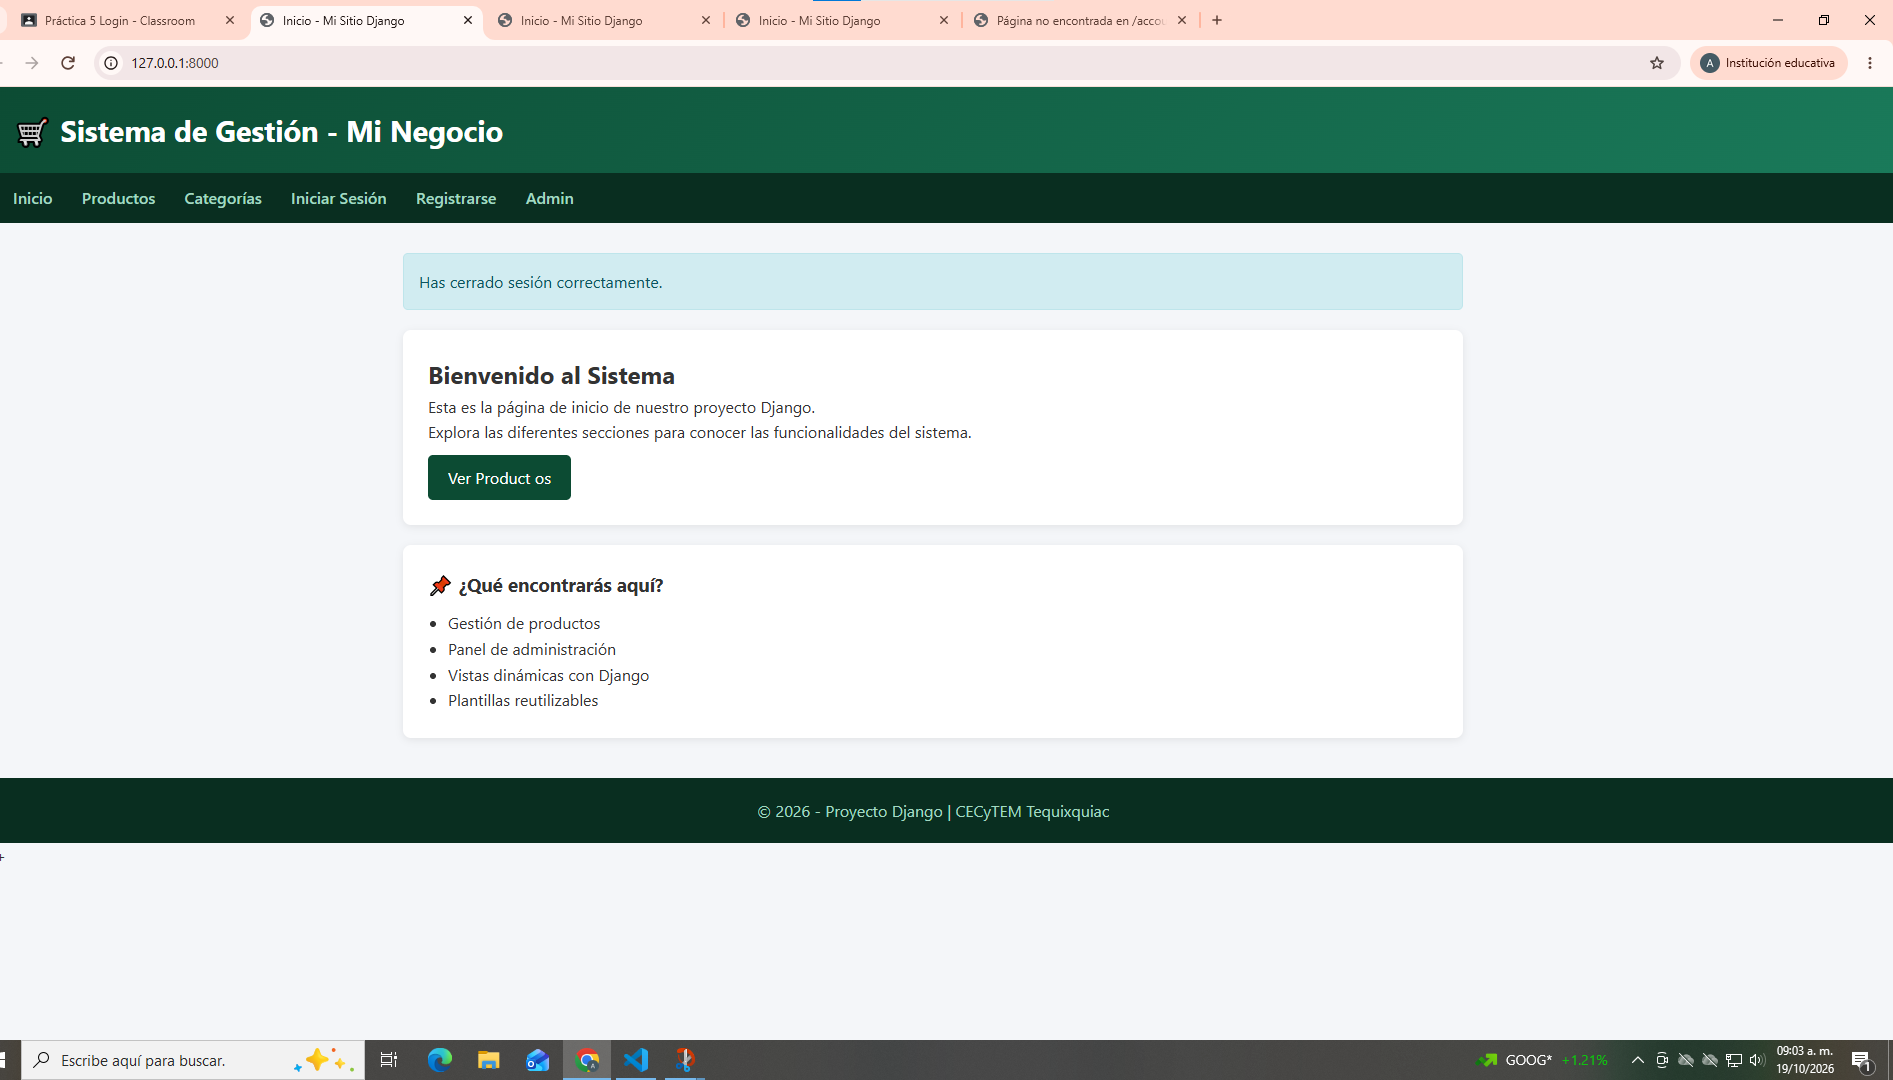 Práctica 5 Login - Classroom
Inicio - Mi Sitio Django
Inicio - Mi Sitio Django
Inicio - Mi Sitio Django
Página no encontrada en /accou
127.0.0.1:8000
A
Institución educativa
Sistema de Gestión - Mi Negocio
Inicio
Productos
Categorías
Iniciar Sesión
Registrarse
Admin
Has cerrado sesión correctamente.
Bienvenido al Sistema
Esta es la página de inicio de nuestro proyecto Django.
Explora las diferentes secciones para conocer las funcionalidades del sistema.
Ver Product os
¿Qué encontrarás aquí?
Gestión de productos
Panel de administración
Vistas dinámicas con Django
Plantillas reutilizables
© 2026 - Proyecto Django | CECyTEM Tequixquiac
+
Escribe aquí para buscar.
GOOG* +1.21%
09:03 a. m.
19/10/2026
1